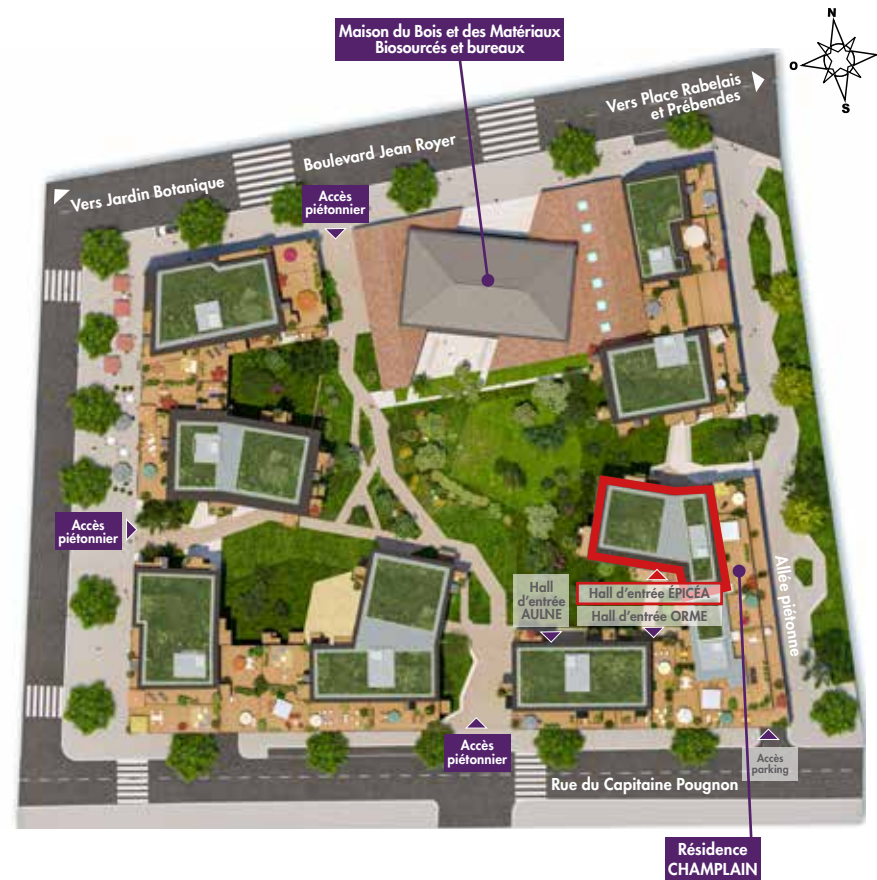 Maison du Bois et des Matériaux
Biosourcés et bureaux
N
O
S
Vers Place Rabelais
et Prébendes
Boulevard Jean Royer
Vers Jardin Botanique
Accès
piétonnier
Accès
piétonnier
Hall
d'entrée
AULNE
Hall d'entrée ÉPICÉA
Hall d'entrée ORME
Allée piétonne
Accès
piétonnier
Accès
parking
Rue du Capitaine Pougnon
Résidence
CHAMPLAIN